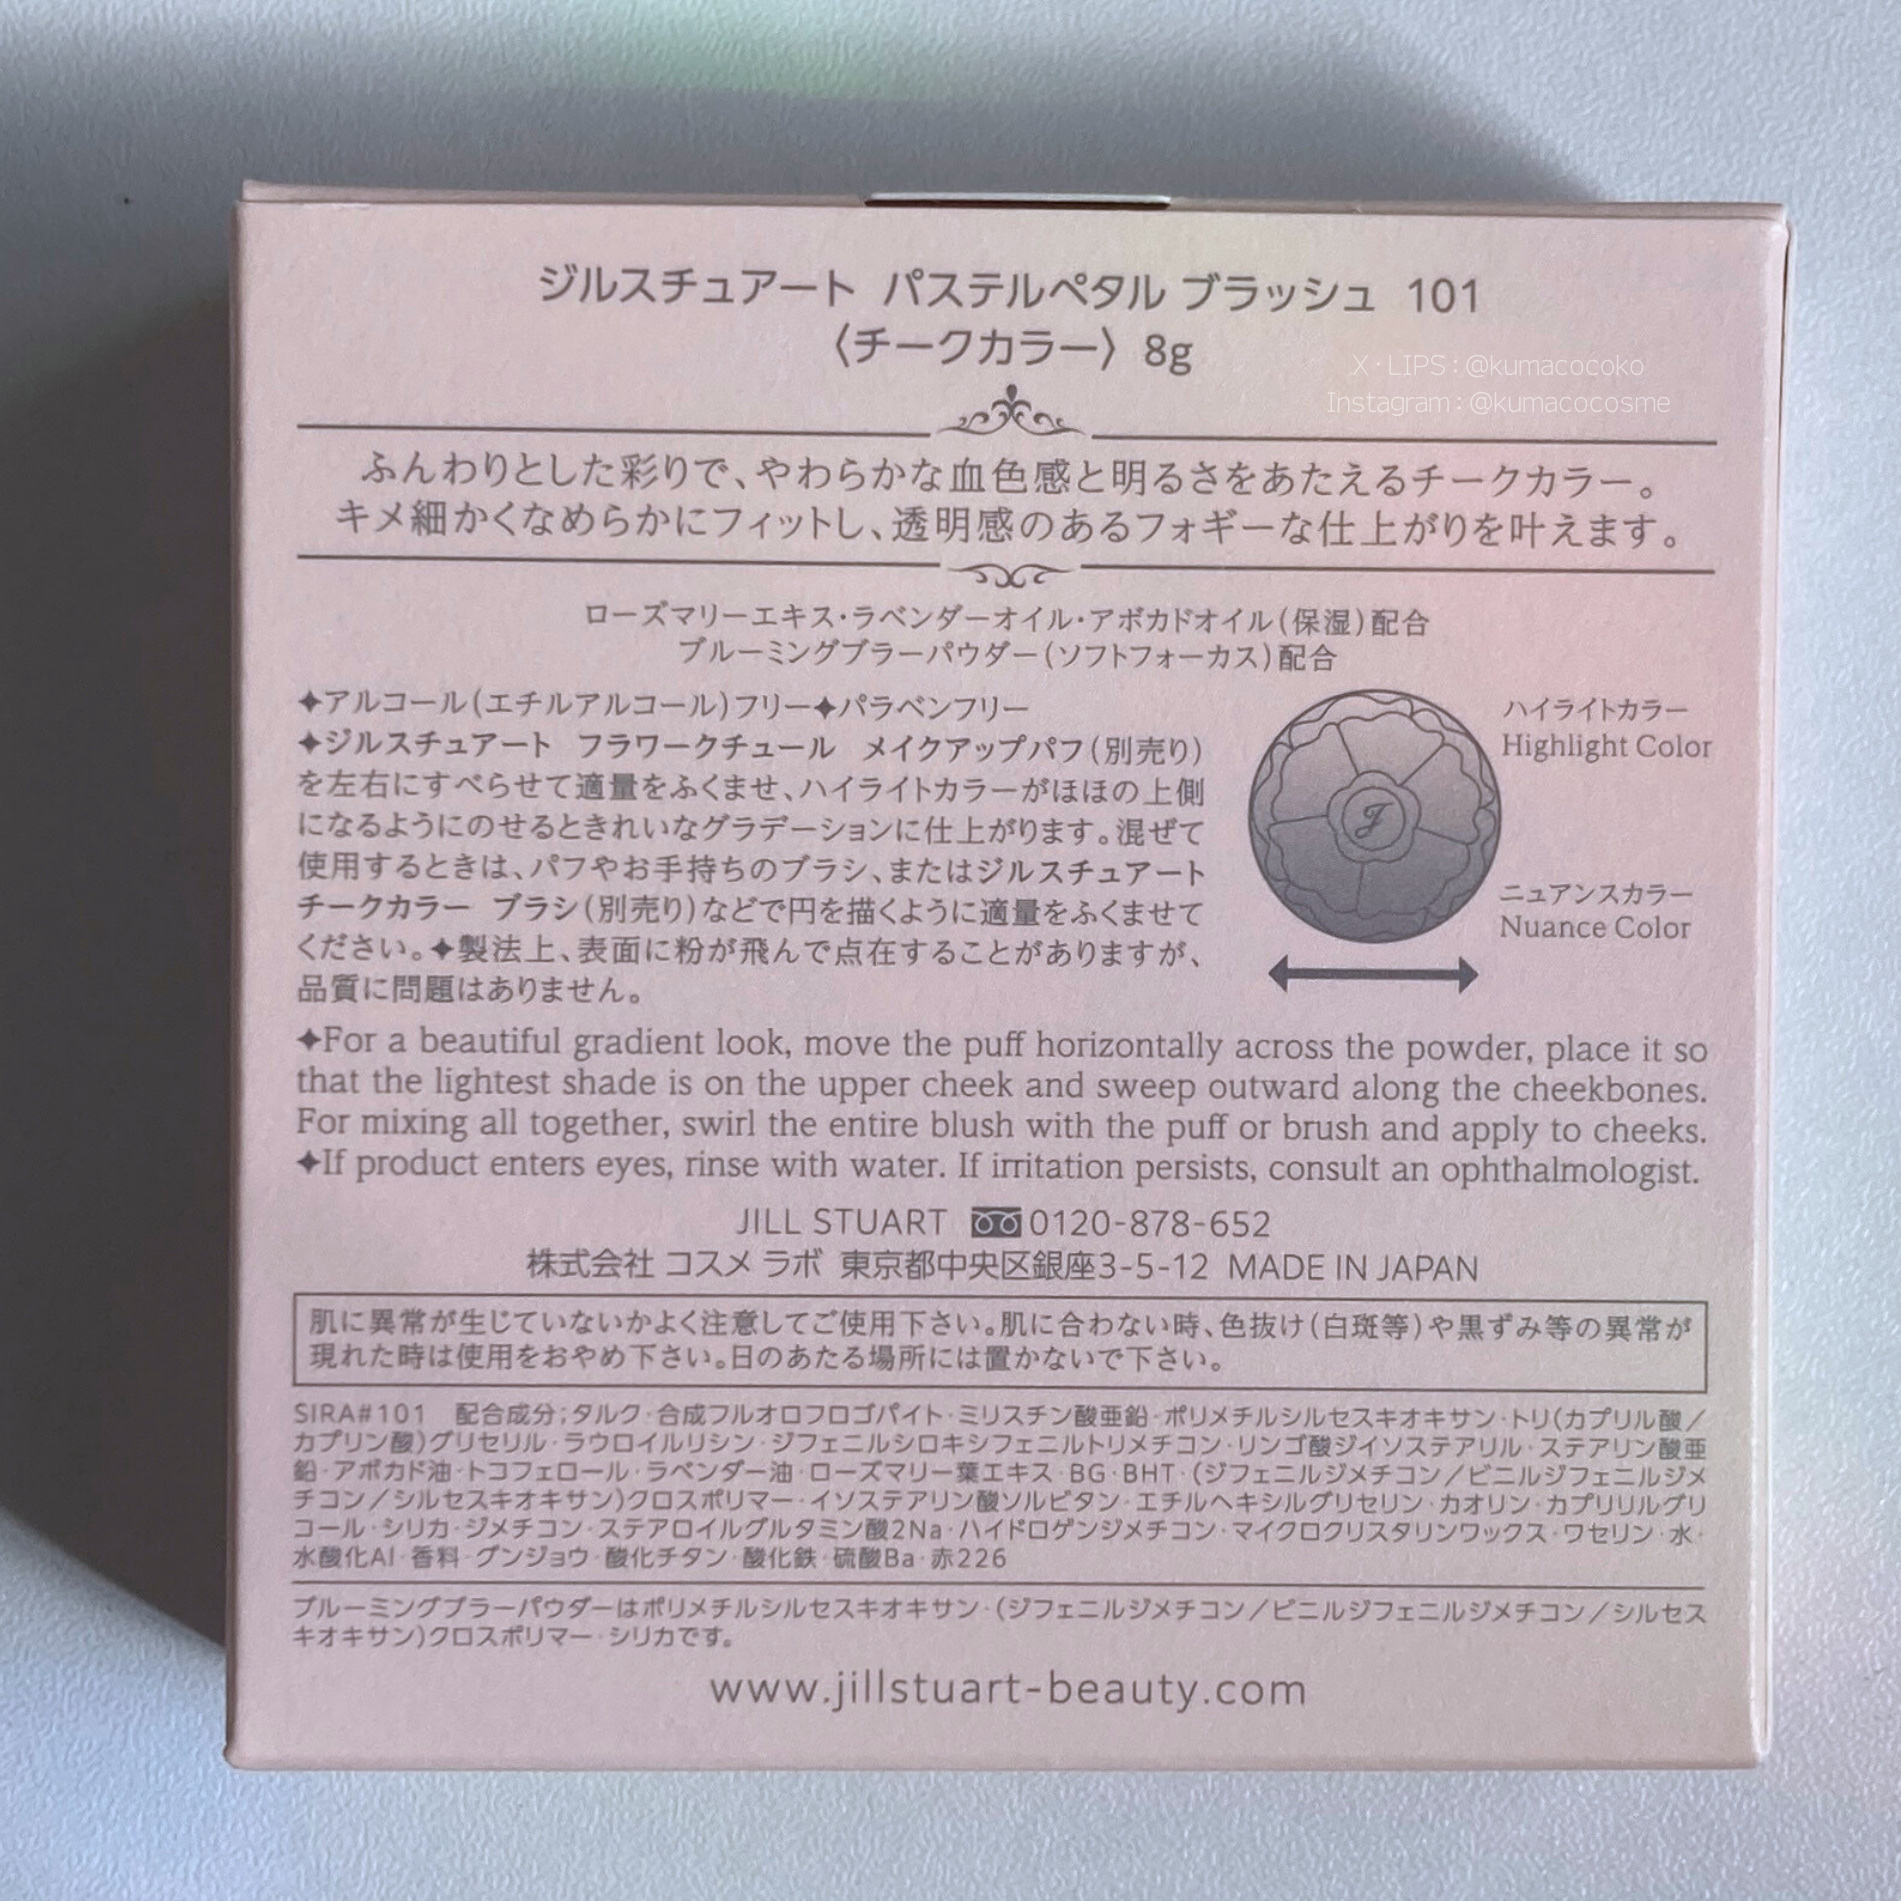 ジルスチュアート パステルペタル ブラッシュ 101
〈チークカラー〉 8g
X・LIPS : @kumacocoko
Instagram : @kumacocosme
ふんわりとした彩りで、やわらかな血色感と明るさをあたえるチークカラー。
キメ細かくなめらかにフィットし、透明感のあるフォギーな仕上がりを叶えます。
ローズマリーエキス・ラベンダーオイル・アボカドオイル(保湿)配合
ブルーミングブラーパウダー(ソフトフォーカス)配合
✦アルコール(エチルアルコール)フリー✦パラベンフリー
✦ジルスチュアート フラワークチュール メイクアップパフ(別売り)
を左右にすべらせて適量をふくませ、ハイライトカラーがほほの上側
になるようにのせるときれいなグラデーションに仕上がります。混ぜて
使用するときは、パフやお手持ちのブラシ、またはジルスチュアート
チークカラー ブラシ(別売り)などで円を描くように適量をふくませて
ください。✦製法上、表面に粉が飛んで点在することがありますが、
品質に問題はありません。
ハイライトカラー
Highlight Color
J
ニュアンスカラー
Nuance Color
✦For a beautiful gradient look, move the puff horizontally across the powder, place it so
that the lightest shade is on the upper cheek and sweep outward along the cheekbones.
For mixing all together, swirl the entire blush with the puff or brush and apply to cheeks.
✦If product enters eyes, rinse with water. If irritation persists, consult an ophthalmologist.
JILL STUART 0120-878-652
株式会社 コスメ ラボ 東京都中央区銀座3-5-12 MADE IN JAPAN
肌に異常が生じていないかよく注意してご使用下さい。肌に合わない時、色抜け(白斑等)や黒ずみ等の異常が
現れた時は使用をおやめ下さい。日のあたる場所には置かないで下さい。
SIRA#101 配合成分;タルク・合成フルオロフロゴパイト・ミリスチン酸亜鉛・ポリメチルシルセスキオキサン・トリ(カプリル酸/
カプリン酸)グリセリル・ラウロイルリシン・ジフェニルシロキシフェニルトリメチコン・リンゴ酸ジイソステアリル・ステアリン酸亜
鉛・アボカド油・トコフェロール・ラベンダー油・ローズマリー葉エキス・BG・BHT・(ジフェニルジメチコン/ビニルジフェニルジメ
チコン/シルセスキオキサン)クロスポリマー・イソステアリン酸ソルビタン・エチルヘキシルグリセリン・カオリン・カプリリルグリ
コール・シリカ・ジメチコン・ステアロイルグルタミン酸2Na・ハイドロゲンジメチコン・マイクロクリスタリンワックス・ワセリン・水・
水酸化Al・香料・グンジョウ・酸化チタン・酸化鉄・硫酸Ba・赤226
ブルーミングブラーパウダーはポリメチルシルセスキオキサン・(ジフェニルジメチコン/ビニルジフェニルジメチコン/シルセス
キオキサン)クロスポリマー・シリカです。
www.jillstuart-beauty.com